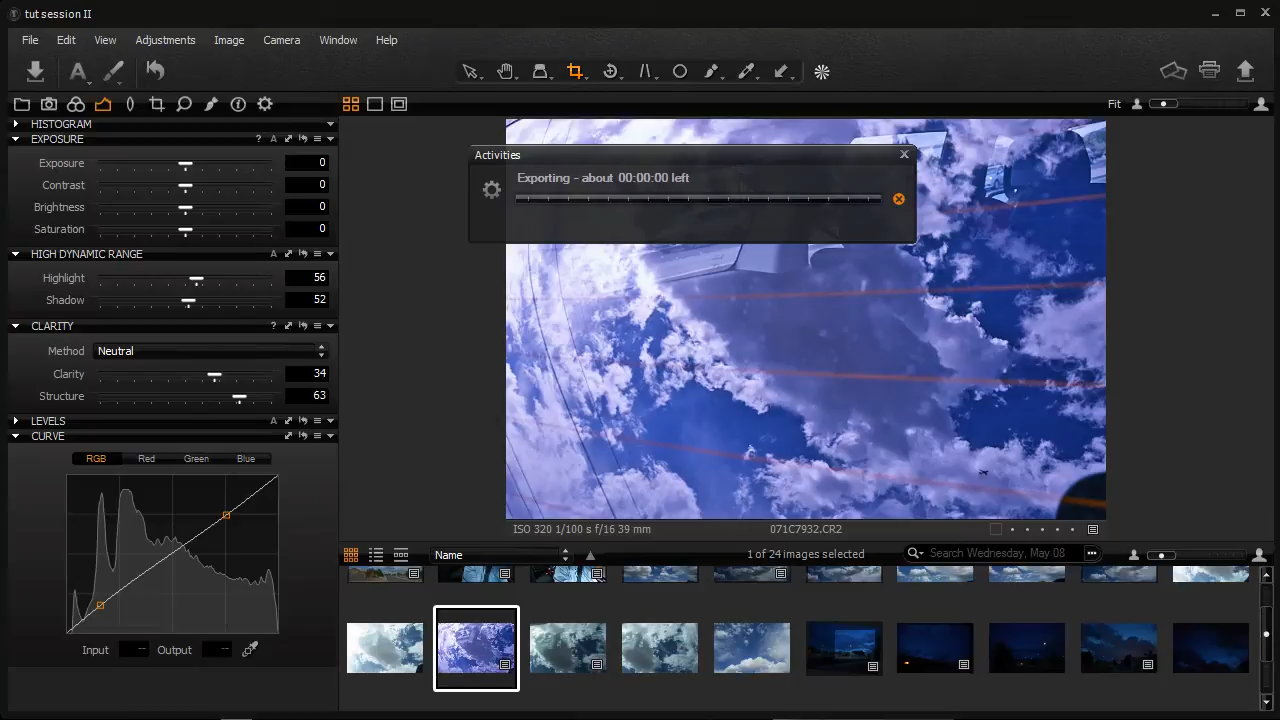 tut session II
File Edit View Adjustments Image Camera Window Help
Fit
HISTOGRAM
EXPOSURE ? A
Exposure 0
Contrast 0
Brightness 0
Saturation 0
HIGH DYNAMIC RANGE A
Highlight 56
Shadow 52
CLARITY ?
Method Neutral
Clarity 34
Structure 63
LEVELS A
CURVE
RGB Red Green Blue
Input -- Output --
Activities X
Exporting - about 00:00:00 left
ISO 320 1/100 s f/16 39 mm 071C7932.CR2
Name 1 of 24 images selected Search Wednesday, May 08